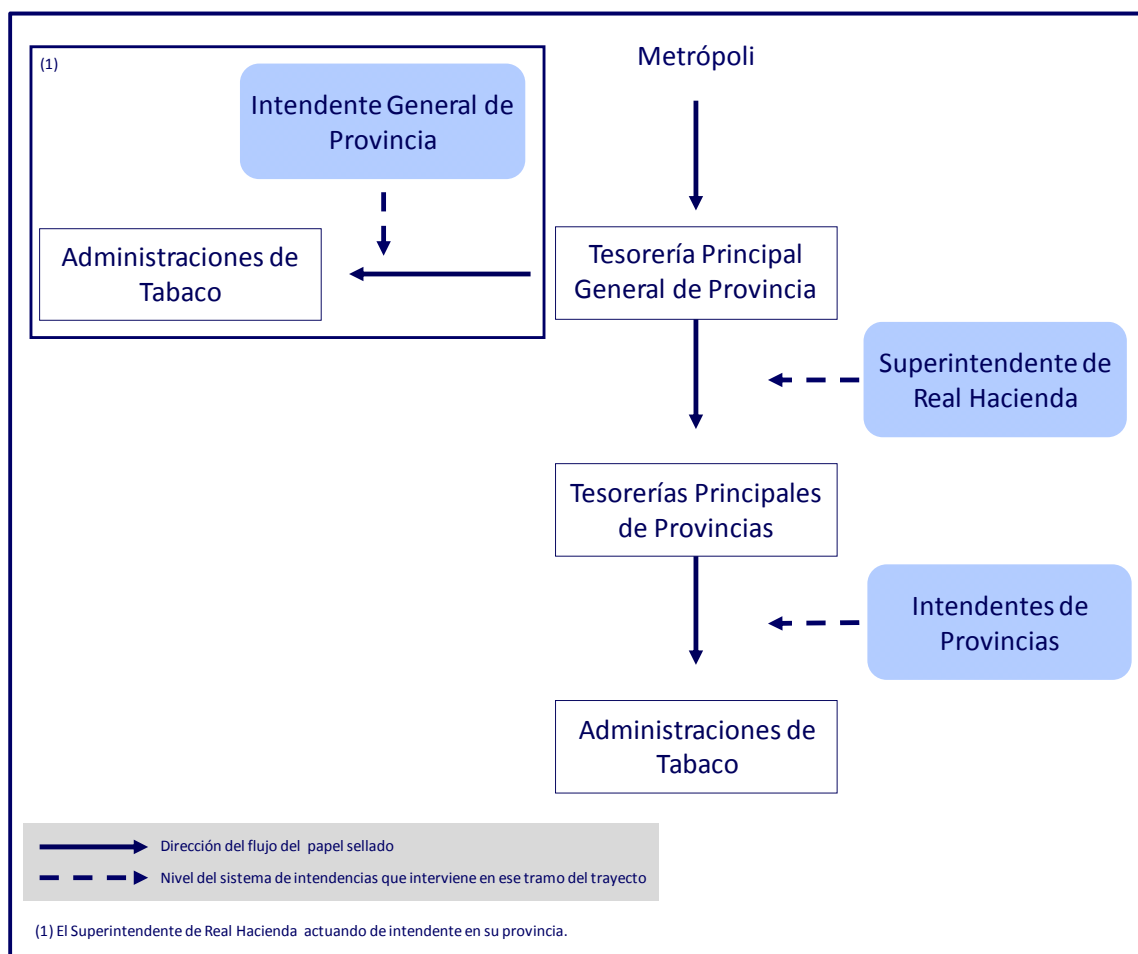 (1)
Intendente General de
Provincia
Administraciones de
Tabaco
Metrópoli
Tesorería Principal
General de Provincia
Superintendente de
Real Hacienda
Tesorerías Principales
de Provincias
Intendentes de
Provincias
Administraciones de
Tabaco
Dirección del flujo del papel sellado
Nivel del sistema de intendencias que interviene en ese tramo del trayecto
(1) El Superintendente de Real Hacienda actuando de intendente en su provincia.